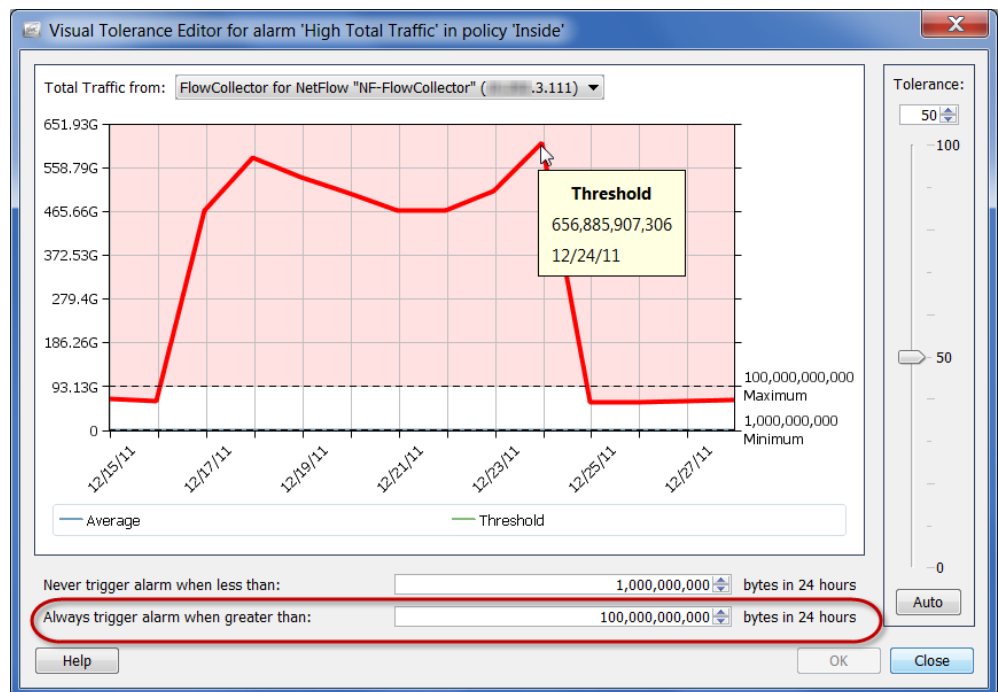 Visual Tolerance Editor for alarm 'High Total Traffic' in policy 'Inside'
Total Traffic from: FlowCollector for NetFlow "NF-FlowCollector" ( .3.111)
Tolerance:
50
651.93G
558.79G
465.66G
372.53G
279.4G
186.26G
93.13G
0
Threshold
656,885,907,306
12/24/11
100,000,000,000
Maximum
1,000,000,000
Minimum
12/15/11
12/17/11
12/19/11
12/21/11
12/23/11
12/25/11
12/27/11
Average
Threshold
100
50
0
Auto
Never trigger alarm when less than: 1,000,000,000 bytes in 24 hours
Always trigger alarm when greater than: 100,000,000,000 bytes in 24 hours
Help
OK
Close